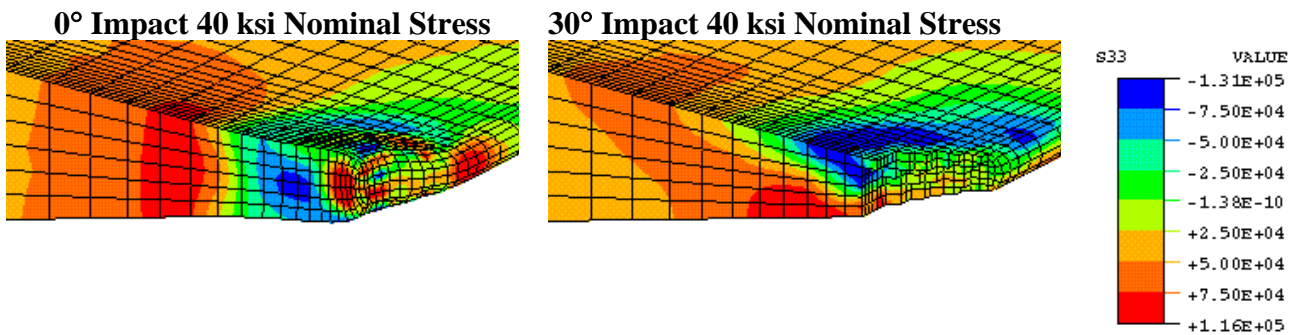 0° Impact 40 ksi Nominal Stress
30° Impact 40 ksi Nominal Stress
S33 VALUE
-1.31E+05
-7.50E+04
-5.00E+04
-2.50E+04
-1.38E-10
+2.50E+04
+5.00E+04
+7.50E+04
+1.16E+05